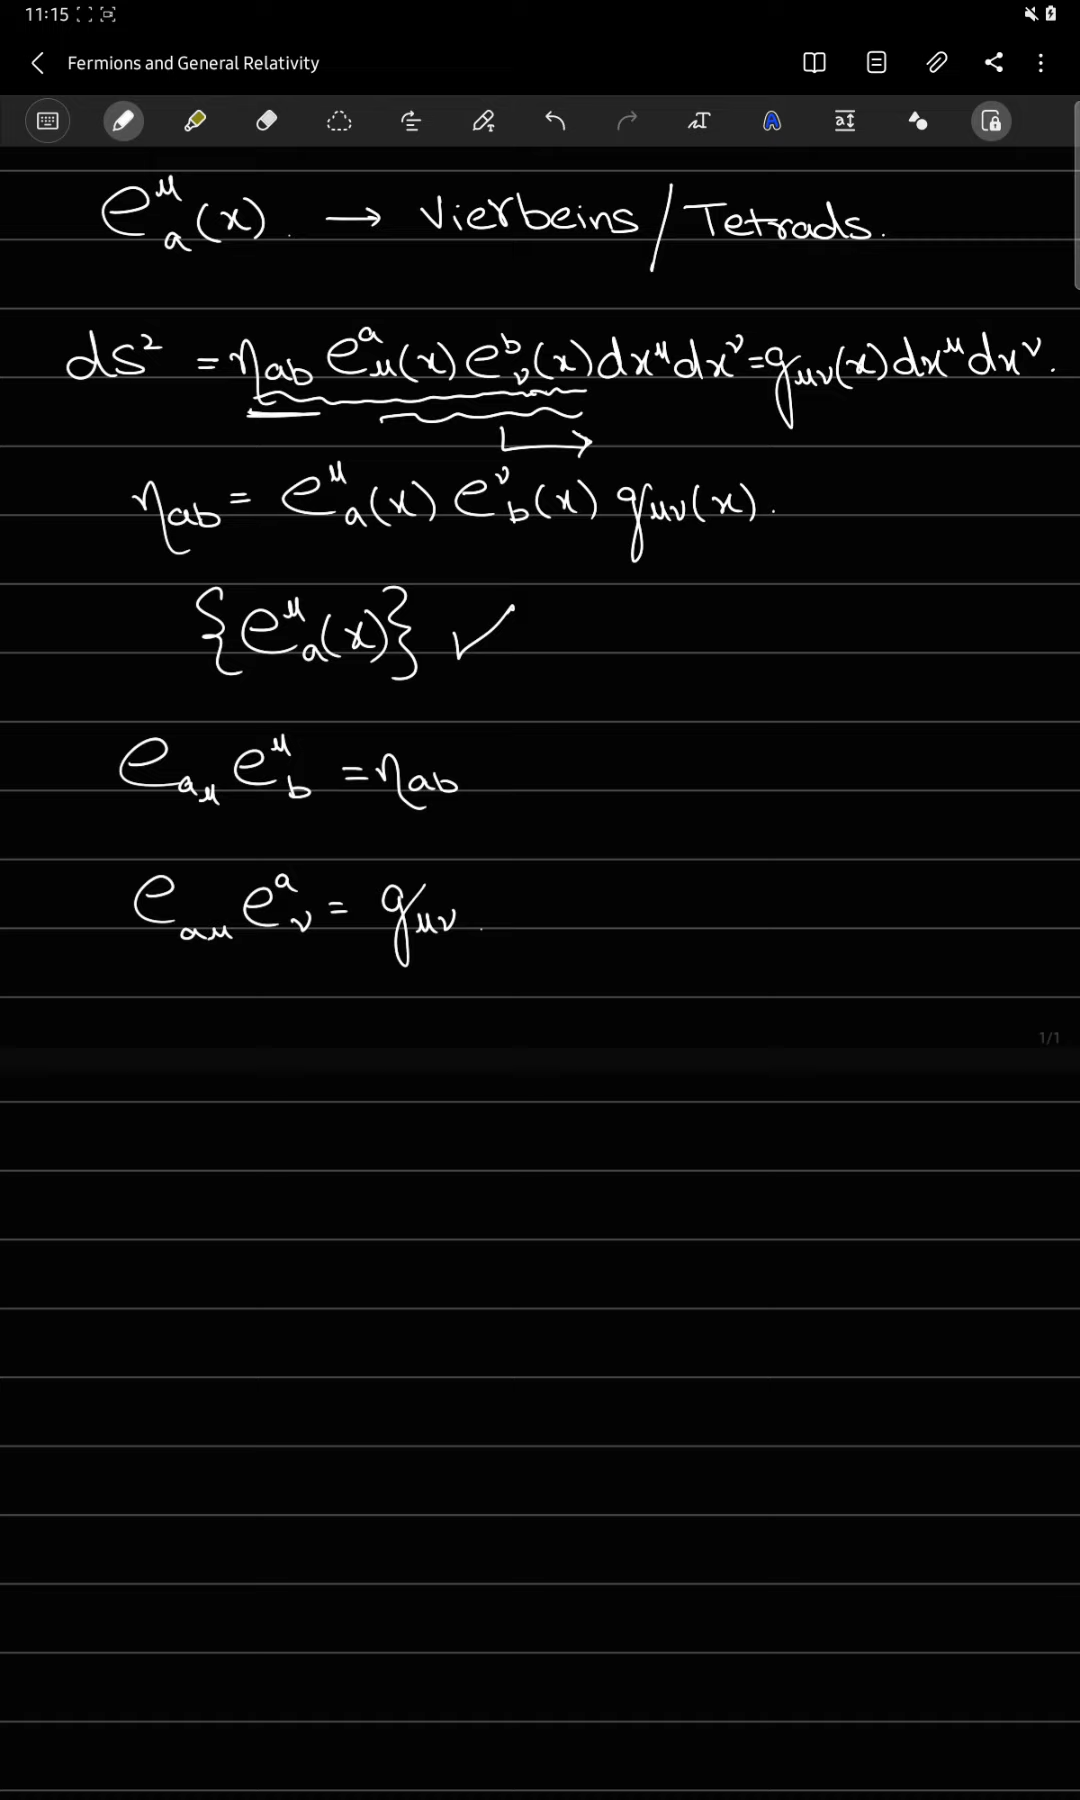 11:15
Fermions and General Relativity
e^μ_a(x). → Vierbeins/Tetrads.
ds² = η_ab e^a_μ(x) e^b_ν(x) dx^μ dx^ν = g_μν(x) dx^μ dx^ν.
η_ab = e^μ_a(x) e^ν_b(x) g_μν(x).
{e^μ_a(x)} ✓
e_aμ e^μ_b = η_ab
e_aμ e^a_ν = g_μν.
1/1